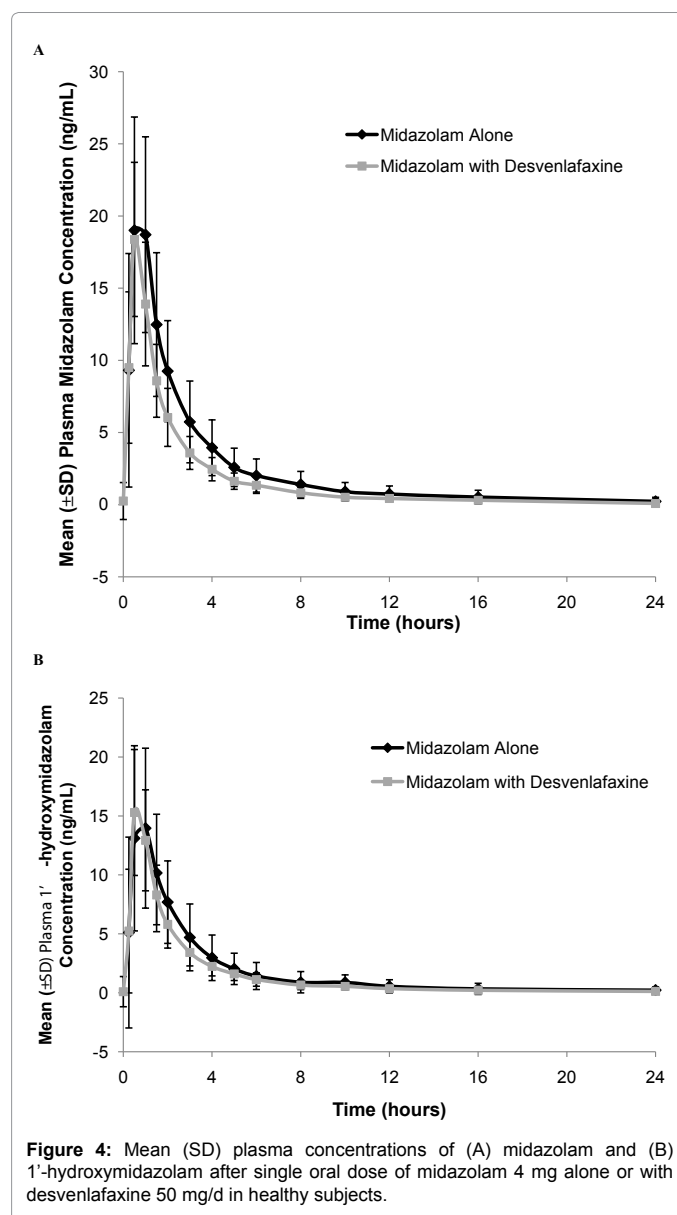 A
Mean (±SD) Plasma Midazolam Concentration (ng/mL)
30
25
20
15
10
5
0
-5
Midazolam Alone
Midazolam with Desvenlafaxine
0 4 8 12 16 20 24
Time (hours)
B
Mean (±SD) Plasma 1′ -hydroxymidazolam
Concentration (ng/mL)
25
20
15
10
5
0
-5
Midazolam Alone
Midazolam with Desvenlafaxine
0 4 8 12 16 20 24
Time (hours)
Figure 4: Mean (SD) plasma concentrations of (A) midazolam and (B)
1’-hydroxymidazolam after single oral dose of midazolam 4 mg alone or with
desvenlafaxine 50 mg/d in healthy subjects.